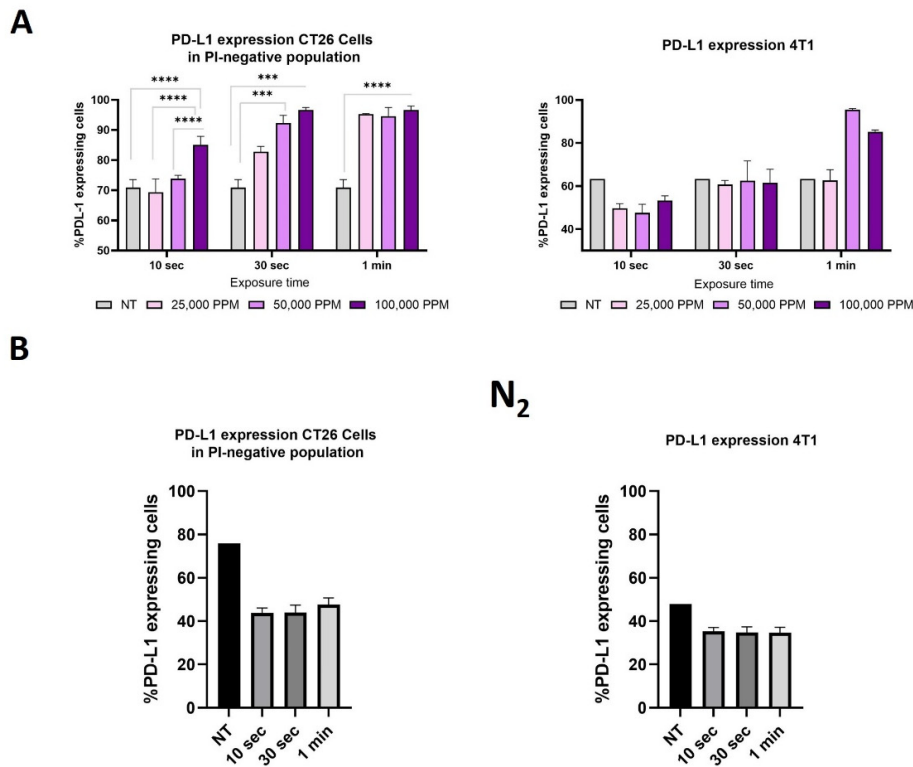 A
PD-L1 expression CT26 Cells
in PI-negative population
****
****
****
***
***
****
%PDL-1 expressing cells
100
90
80
70
60
50
10 sec
30 sec
1 min
Exposure time
NT
25,000 PPM
50,000 PPM
100,000 PPM
PD-L1 expression 4T1
%PD-L1 expressing cells
100
80
60
40
10 sec
30 sec
1 min
Exposure time
NT
25,000 PPM
50,000 PPM
100,000 PPM
B
N₂
PD-L1 expression CT26 Cells
in PI-negative population
%PD-L1 expressing cells
100
80
60
40
20
0
NT
10 sec
30 sec
1 min
PD-L1 expression 4T1
%PD-L1 expressing cells
100
80
60
40
20
0
NT
10 sec
30 sec
1 min